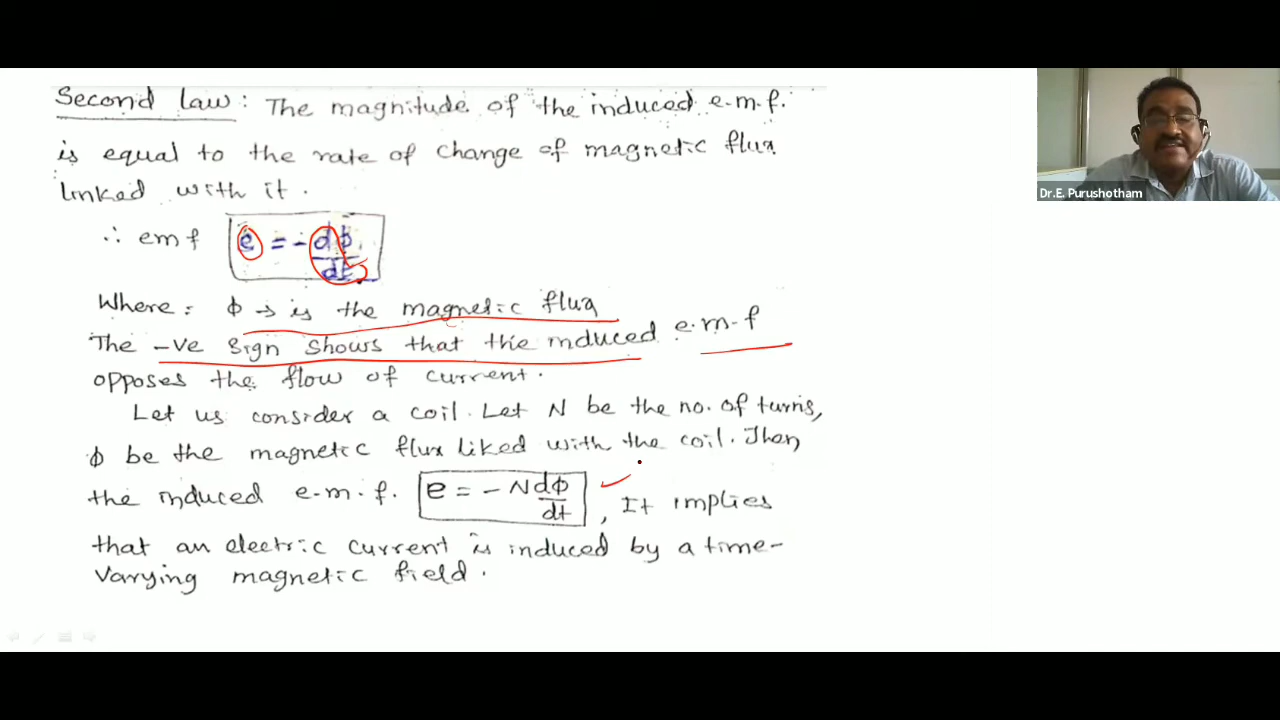 Second Law: The magnitude of the induced e.m.f.
is equal to the rate of change of magnetic flux
linked with it.
∴ emf e = - dφ/dt
Where: φ → is the magnetic flux
The -ve sign shows that the induced e.m.f
opposes the flow of current.
Let us consider a coil. Let N be the no. of turns,
φ be the magnetic flux liked with the coil. Then
the induced e.m.f. e = - N dφ/dt, It implies
that an electric current is induced by a time-
varying magnetic field.
Dr.E. Purushotham